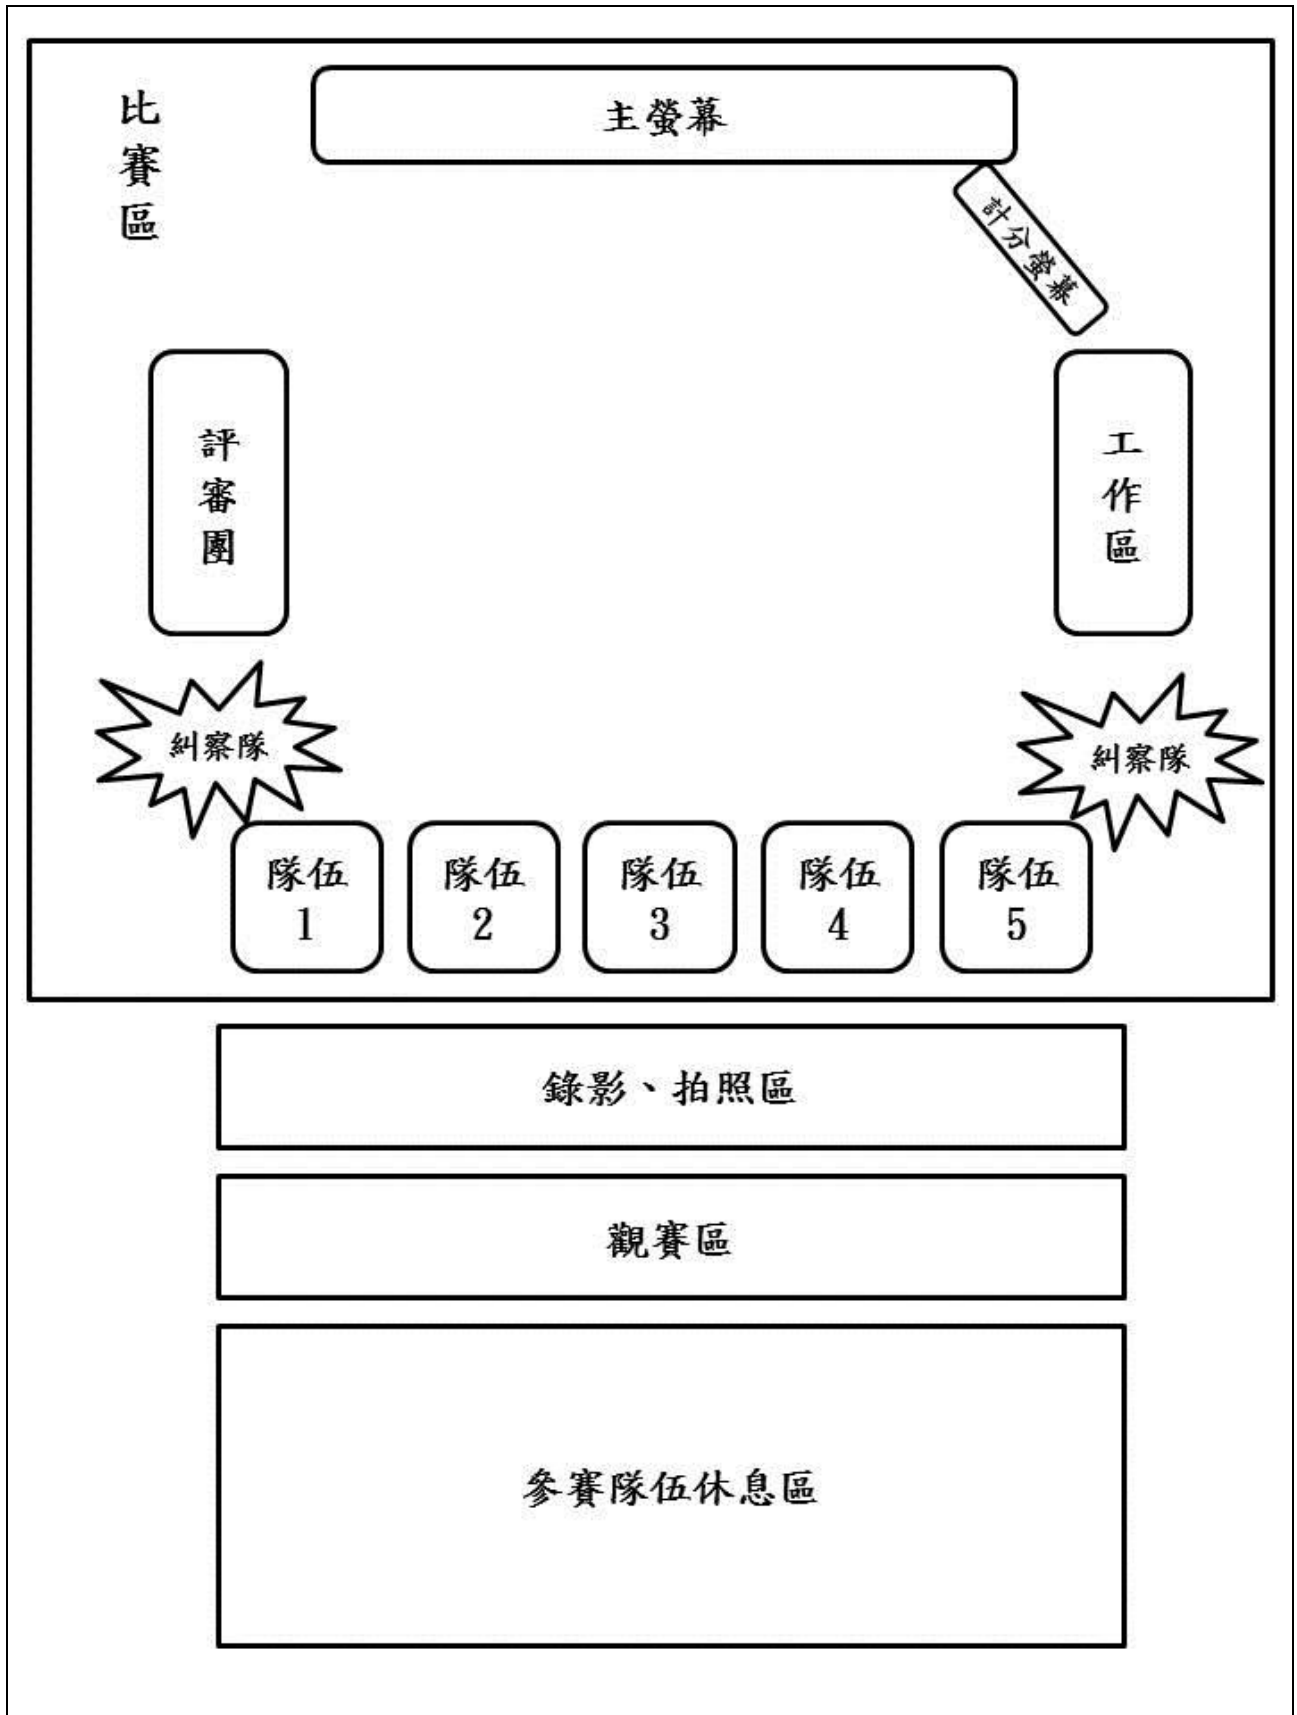 比賽區
主螢幕
計分螢幕
評審團
工作區
糾察隊
糾察隊
隊伍
1
隊伍
2
隊伍
3
隊伍
4
隊伍
5
錄影、拍照區
觀賽區
參賽隊伍休息區